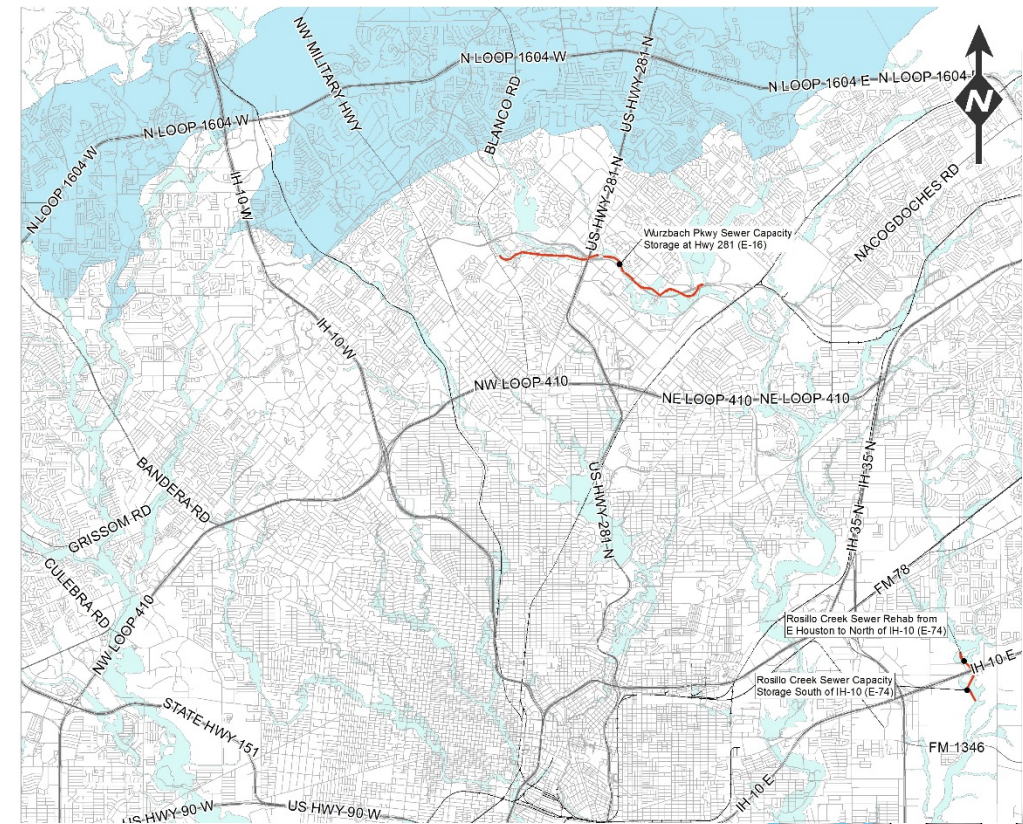 N LOOP 1604 W
NW MILITARY HWY
BLANCO RD
US HWY 281 N
N LOOP 1604 E
N LOOP 1604
N
N LOOP 1604 W
N LOOP 1604 W
IH-10 W
US HWY 281 N
NACOGDOCHES RD
Wurzbach Pkwy Sewer Capacity
Storage at Hwy 281 (E-16)
IH-10 W
NW LOOP 410
NE LOOP 410
NE LOOP 410
BANDERA RD
GRISSOM RD
CULEBRA RD
NW LOOP 410
US HWY 281 N
IH 35 N
IH 35 N
FM 78
Rosillo Creek Sewer Rehab from
E Houston to North of IH-10 (E-74)
IH-10 E
Rosillo Creek Sewer Capacity
Storage South of IH-10 (E-74)
STATE HWY 151
FM 1346
US HWY 90 W
US HWY 90 W
IH-10 E